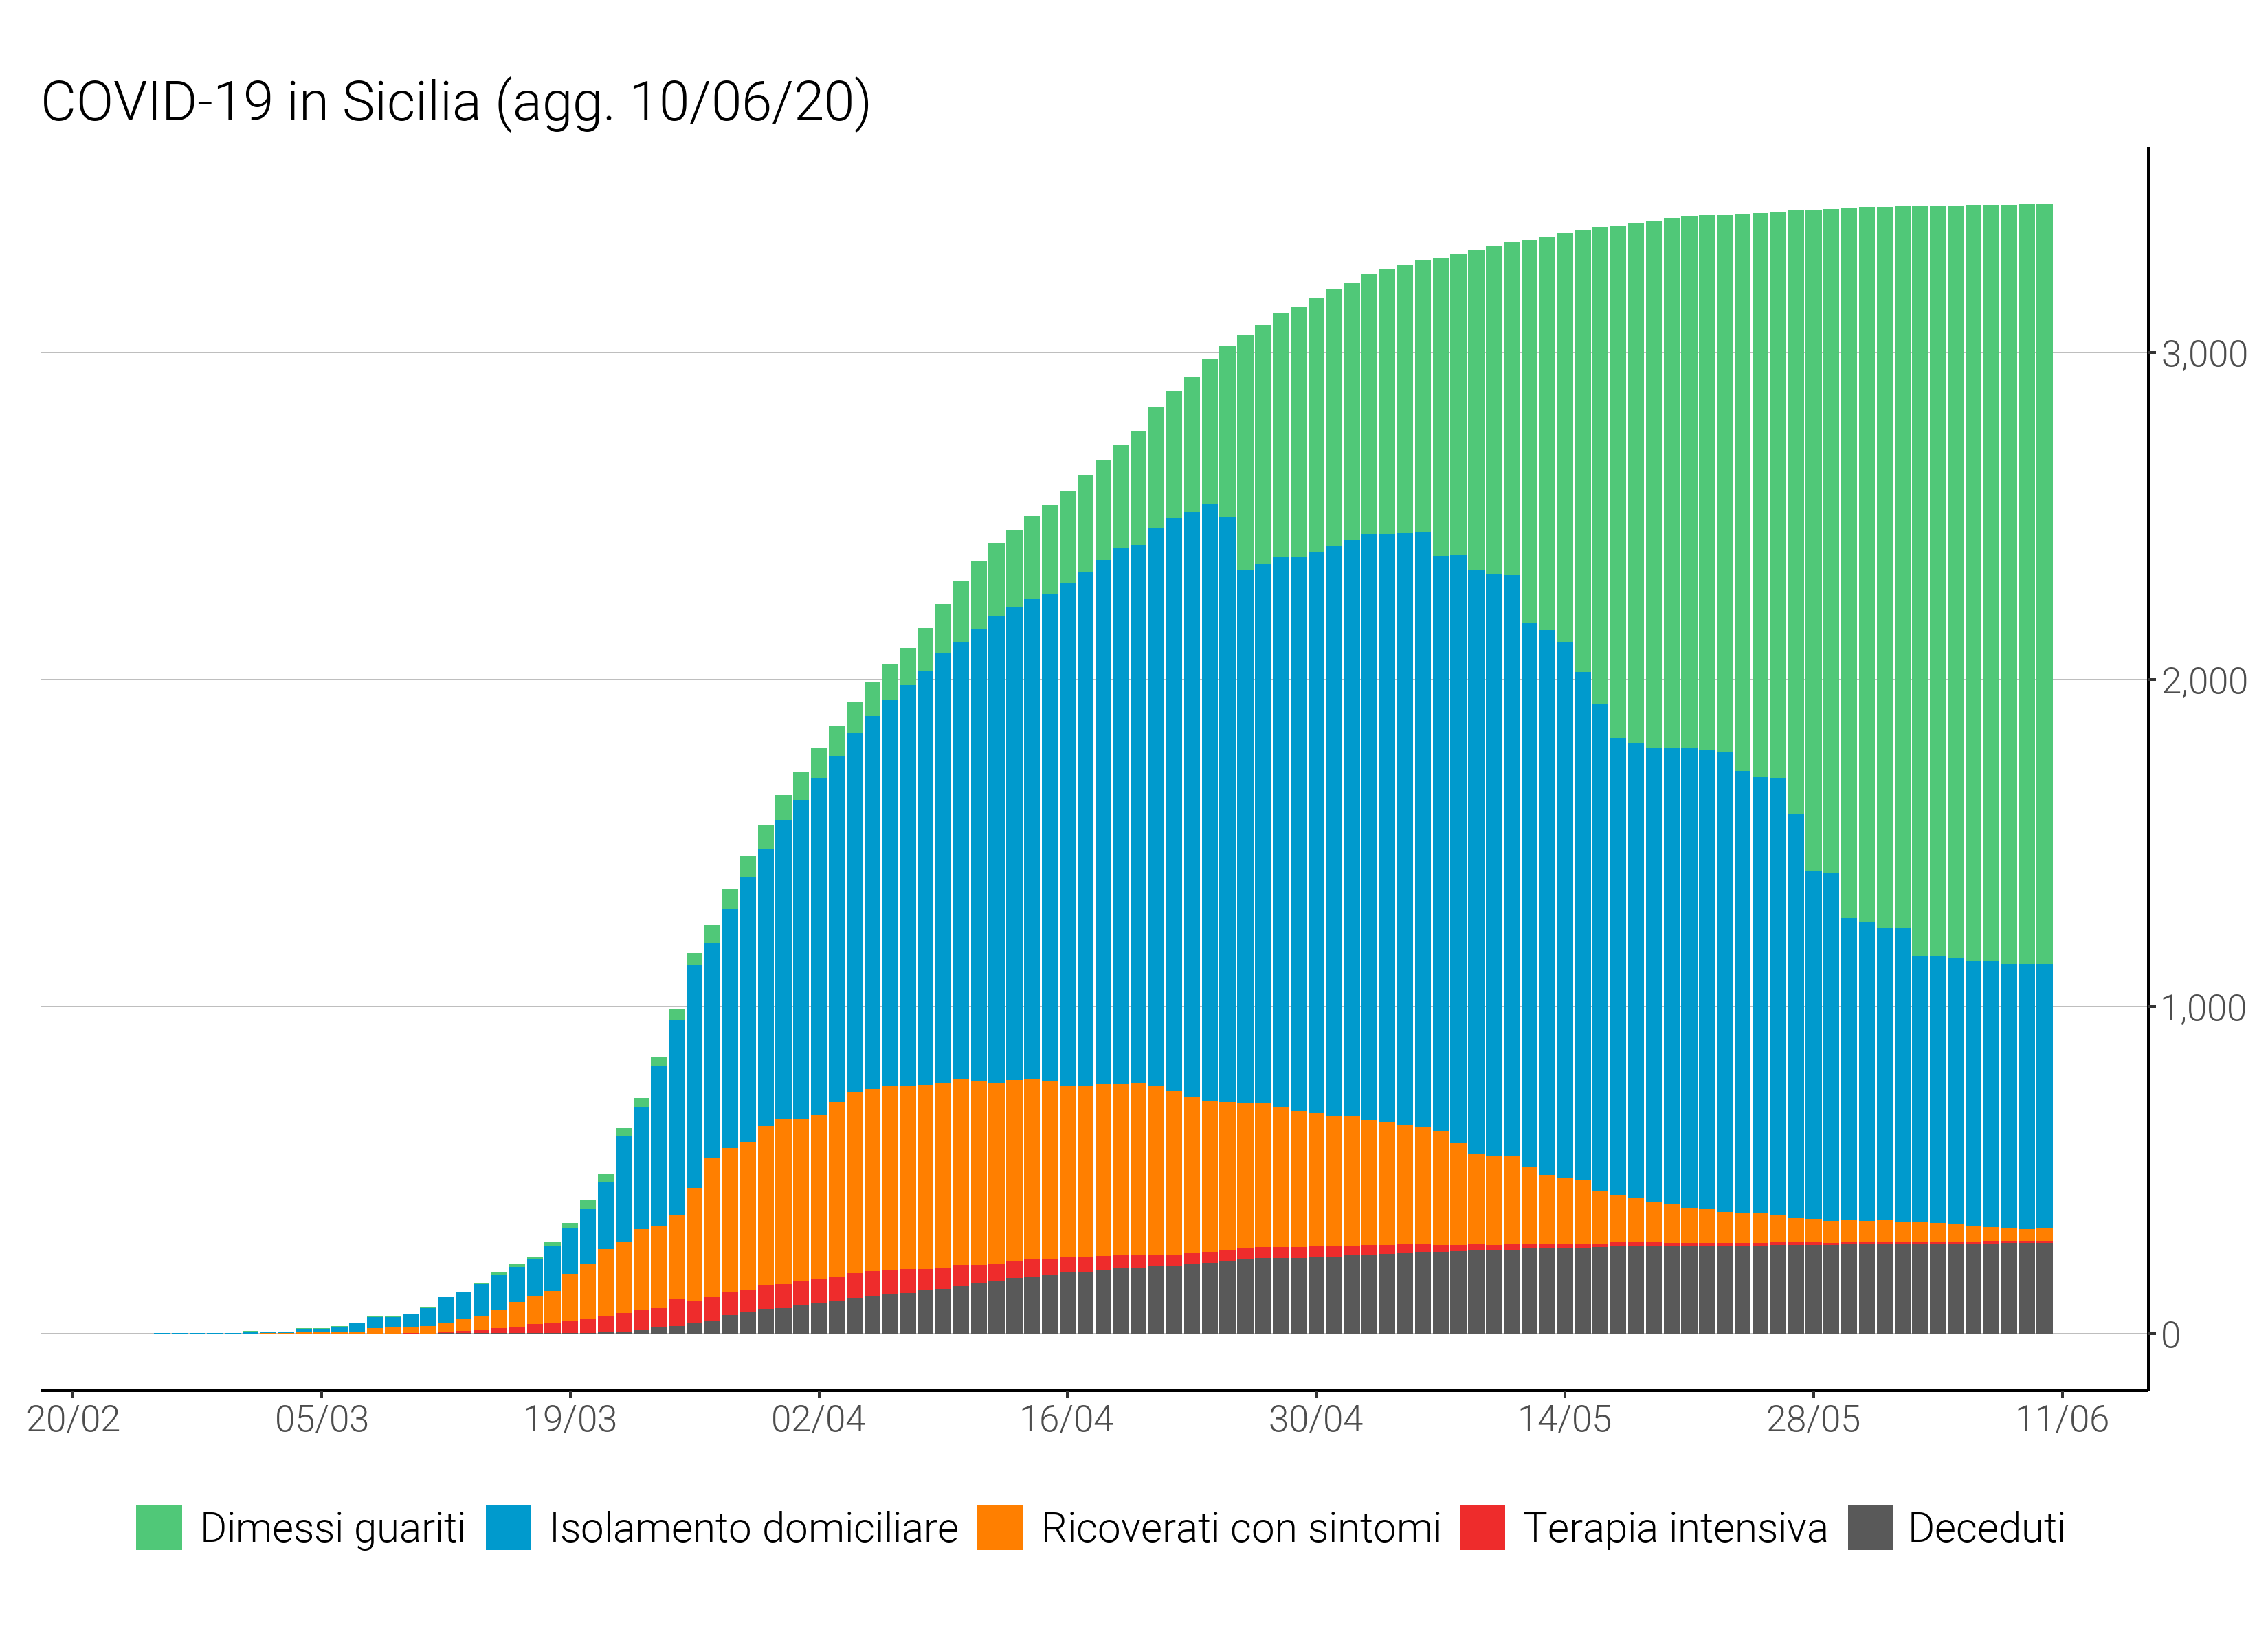 COVID-19 in Sicilia (agg. 10/06/20)
3,000
2,000
1,000
0
20/02 05/03 19/03 02/04 16/04 30/04 14/05 28/05 11/06
Dimessi guariti Isolamento domiciliare Ricoverati con sintomi Terapia intensiva Deceduti